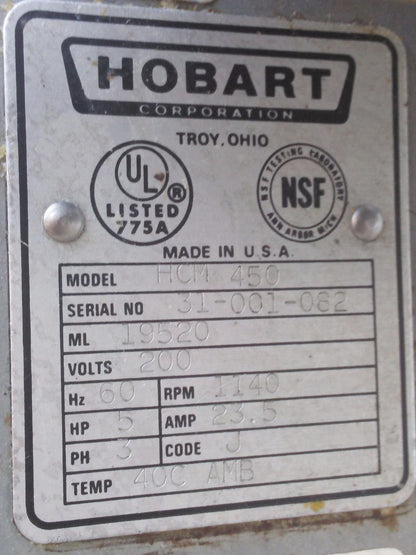 HOBART
CORPORATION
TROY, OHIO
UL®
LISTED
775A
NSF TESTING LABORATORY
NSF
ANN ARBOR MICH.
MADE IN U.S.A.
MODEL HCM 450
SERIAL NO 31-001-082
ML 19520
VOLTS 200
Hz 60 RPM 1140
HP 5 AMP 23.5
PH 3 CODE J
TEMP 40C AMB